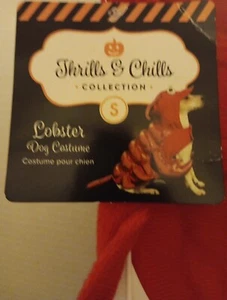 S
Thrills & Chills
· COLLECTION ·
S
Lobster
Dog Costume
Costume pour chien